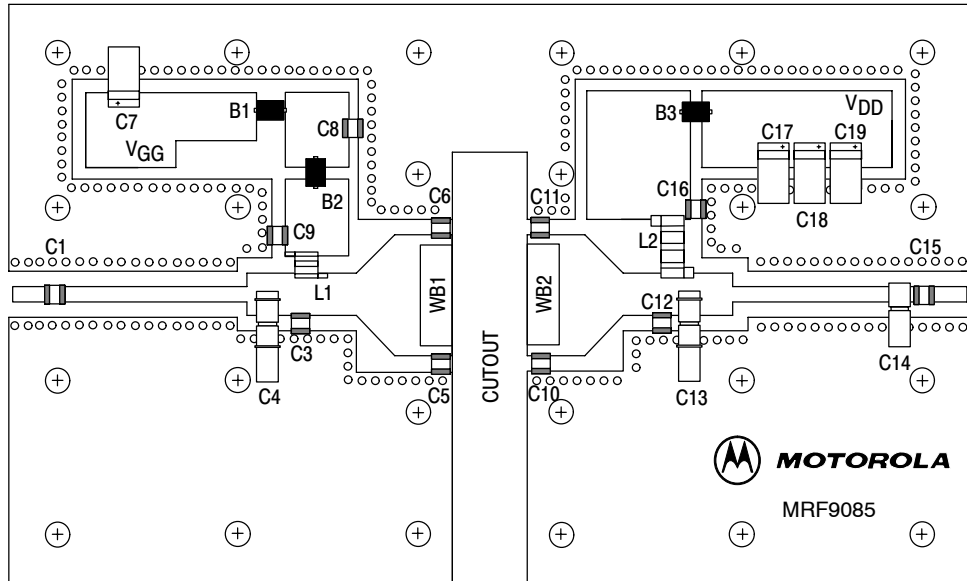 C7
B1
C8
VGG
B2
C6
C9
C1
L1
C3
C4
C5
WB1
CUTOUT
WB2
B3
VDD
C17
C19
C18
C16
C11
L2
C15
C12
C14
C10
C13
MOTOROLA
MRF9085